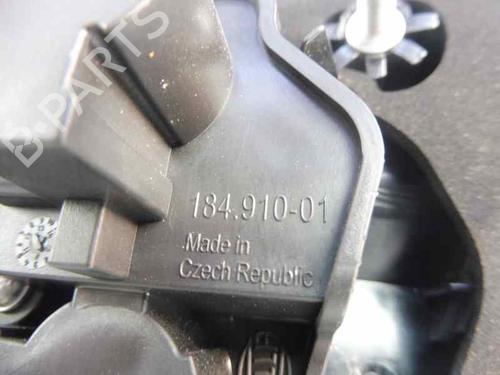 B-PARTS
184.910-01
.Made in
Czech Republic